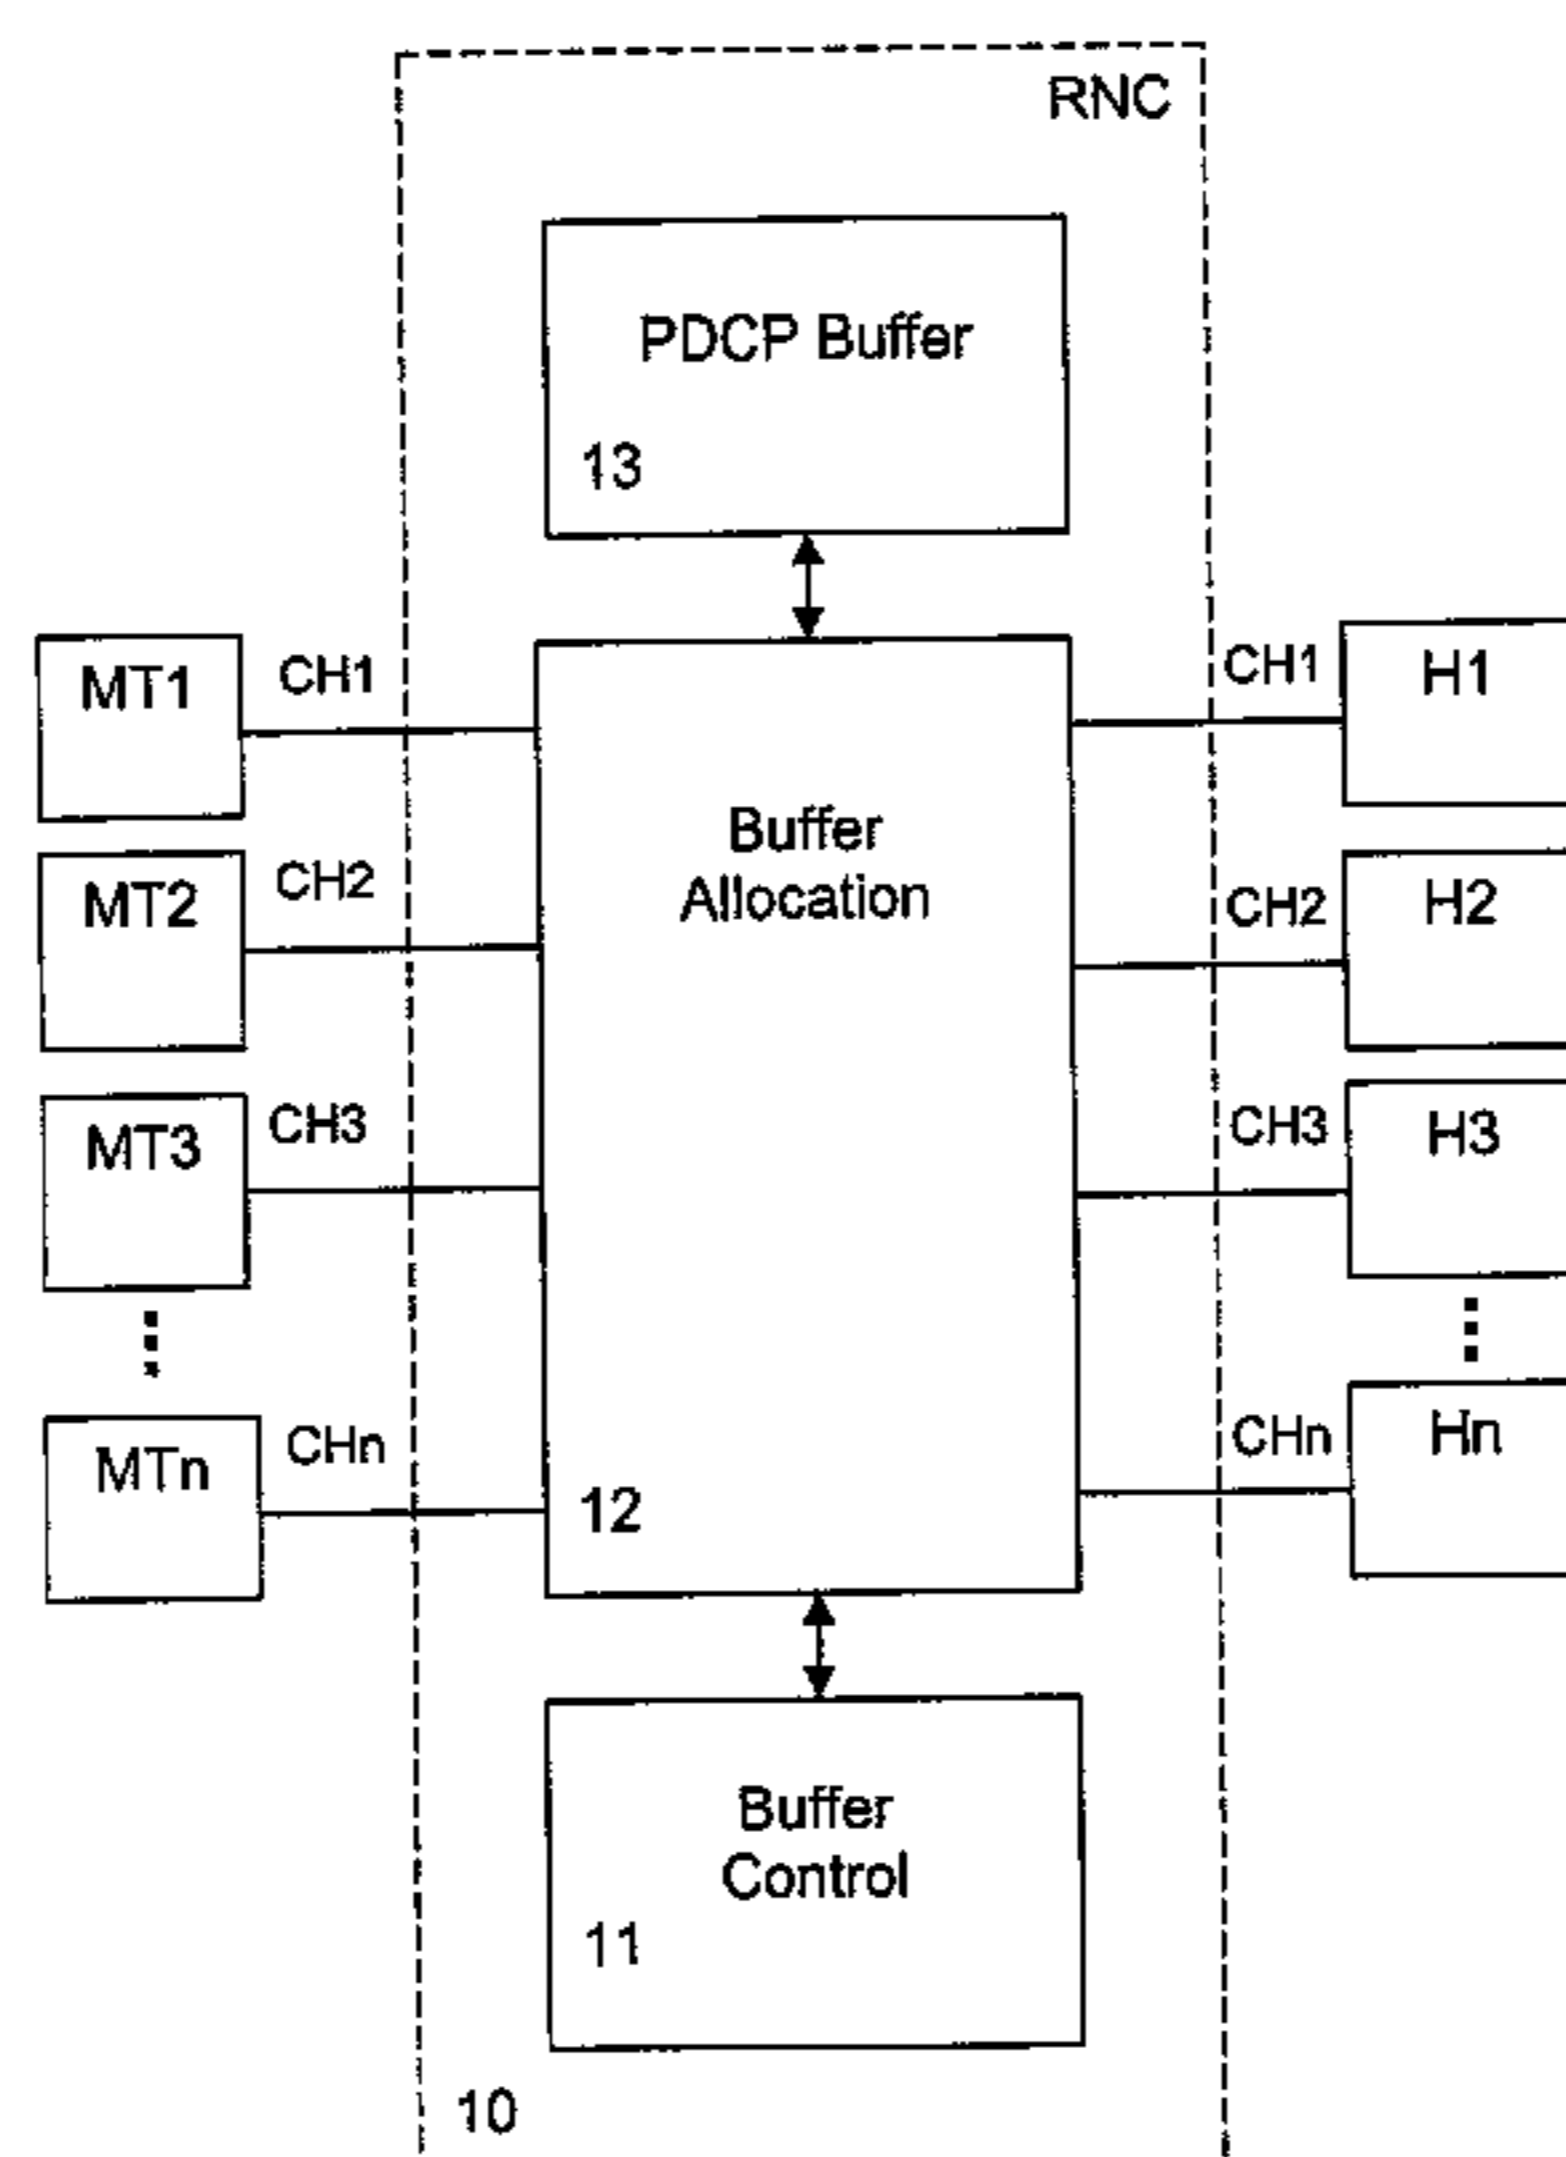 RNC
PDCP Buffer
13
MT1
CH1
CH1
H1
Buffer
Allocation
MT2
CH2
CH2
H2
MT3
CH3
CH3
H3
MTn
CHn
CHn
Hn
12
Buffer
Control
11
10